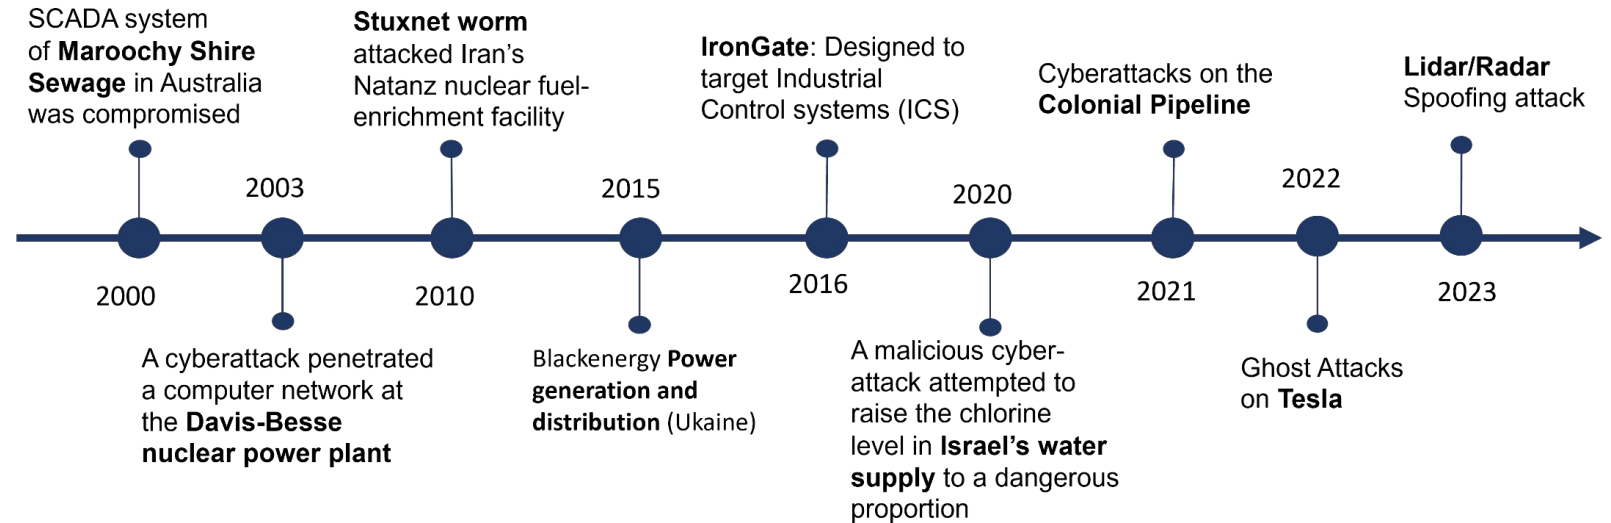 SCADA system
of Maroochy Shire
Sewage in Australia
was compromised
2000
2003
A cyberattack penetrated
a computer network at
the Davis-Besse
nuclear power plant
Stuxnet worm
attacked Iran's
Natanz nuclear fuel-
enrichment facility
2010
2015
Blackenergy Power
generation and
distribution (Ukaine)
IronGate: Designed to
target Industrial
Control systems (ICS)
2016
2020
A malicious cyber-
attack attempted to
raise the chlorine
level in Israel's water
supply to a dangerous
proportion
Cyberattacks on the
Colonial Pipeline
2021
2022
Ghost Attacks
on Tesla
Lidar/Radar
Spoofing attack
2023